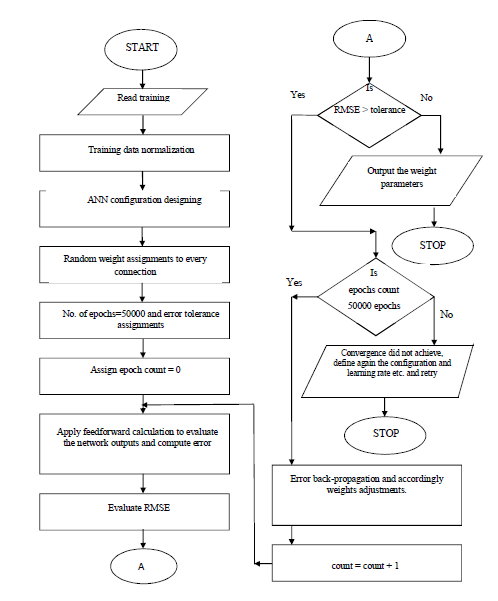 START
Read training
Training data normalization
ANN configuration designing
Random weight assignments to every
connection
No. of epochs=50000 and error tolerance
assignments
Assign epoch count = 0
Apply feedforward calculation to evaluate
the network outputs and compute error
Evaluate RMSE
A
A
Is
RMSE > tolerance
Yes
No
Output the weight
parameters
STOP
Is
epochs count
50000 epochs
Yes
No
Convergence did not achieve,
define again the configuration and
learning rate etc. and retry
STOP
Error back-propagation and accordingly
weights adjustments.
count = count + 1